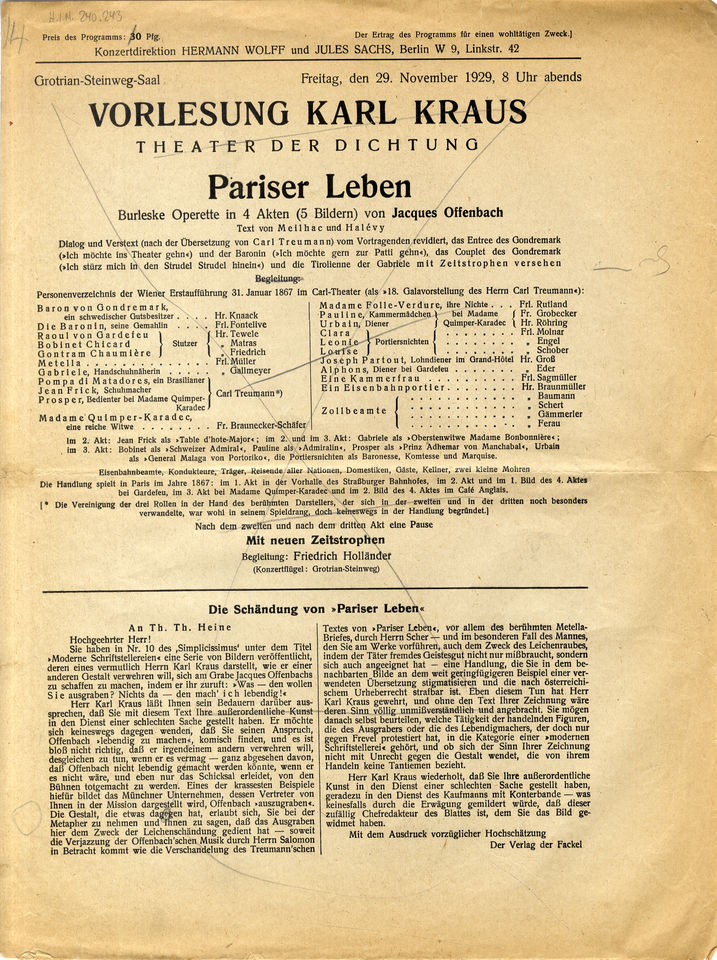 H.I.N. 240.243
Preis des Programms: 30 Pfg.
Der Ertrag des Programms für einen wohltätigen Zweck.]
Konzertdirektion HERMANN WOLFF und JULES SACHS, Berlin W 9, Linkstr. 42
Grotrian-Steinweg-Saal
Freitag, den 29. November 1929, 8 Uhr abends
VORLESUNG KARL KRAUS
THEATER DER DICHTUNG
Pariser Leben
Burleske Operette in 4 Akten (5 Bildern) von Jacques Offenbach
Text von Meilhac und Halévy
Dialog und Verstext (nach der Übersetzung von Carl Treumann) vom Vortragenden revidiert, das Entree des Gondremark
(»Ich möchte ins Theater gehn«) und der Baronin (»Ich möchte gern zur Patti gehn«), das Couplet des Gondremark
(»Ich stürz mich in den Strudel Strudel hinein«) und die Tirolienne der Gabriele mit Zeitstrophen versehen
Begleitung:
Personenverzeichnis der Wiener Erstaufführung 31. Januar 1867 im Carl-Theater (als »18. Galavorstellung des Herrn Carl Treumann«):
Baron von Gondremark,
ein schwedischer Gutsbesitzer . . . . Hr. Knaack
Die Baronin, seine Gemahlin . . . . Frl. Fontelive
Raoul von Gardefeu } Stutzer { Hr. Tewele
Bobinet Chicard } { „ Matras
Gontram Chaumière } { „ Friedrich
Metella . . . . . . . . . . . . . Frl. Müller
Gabriele, Handschuhnäherin . . . . . „ Gallmeyer
Pompa di Matadores, ein Brasilianer
Jean Frick, Schuhmacher } Carl Treumann*)
Prosper, Bedienter bei Madame Quimper-
Karadec
Madame Quimper-Karadec,
eine reiche Witwe . . . . . . . Fr. Braunecker-Schäfer
Madame Folle-Verdure, ihre Nichte . . . Frl. Rutland
Pauline, Kammermädchen } bei Madame { Fr. Grobecker
Urbain, Diener } Quimper-Karadec { Hr. Röhring
Clara } . . . . . . . . Frl. Molnar
Leonie } Portiersnichten . . . . . . . . „ Engel
Louise } . . . . . . . . „ Schober
Joseph Partout, Lohndiener im Grand-Hôtel Hr. Groß
Alphons, Diener bei Gardefeu . . . . . . „ Eder
Eine Kammerfrau . . . . . . . . . . Frl. Sagmüller
Ein Eisenbahnportier . . . . . . . Hr. Braunmüller
Zollbeamte { . . . . . . . „ Baumann
. . . . . . . „ Schert
. . . . . . . „ Gämmerler
. . . . . . . „ Ferau
Im 2. Akt: Jean Frick als »Table d'hote-Major«; im 2. und im 3. Akt: Gabriele als »Oberstenwitwe Madame Bonbonnière«;
im 3. Akt: Bobinet als »Schweizer Admiral«, Pauline als »Admiralin«, Prosper als »Prinz Adhemar von Manchabal«, Urbain
als »General Malaga von Portoriko«, die Portiersnichten als Baronesse, Komtesse und Marquise.
Eisenbahnbeamte, Kondukteure, Träger, Reisende aller Nationen, Domestiken, Gäste, Kellner, zwei kleine Mohren
Die Handlung spielt in Paris im Jahre 1867: im 1. Akt in der Vorhalle des Straßburger Bahnhofes, im 2. Akt und im 1. Bild des 4. Aktes
bei Gardefeu, im 3. Akt bei Madame Quimper-Karadec und im 2. Bild des 4. Aktes im Café Anglais.
[* Die Vereinigung der drei Rollen in der Hand des berühmten Darstellers, der sich in der zweiten und in der dritten noch besonders
verwandelte, war wohl in seinem Spieldrang, doch keineswegs in der Handlung begründet.]
Nach dem zweiten und nach dem dritten Akt eine Pause
Mit neuen Zeitstrophen
Begleitung: Friedrich Holländer
(Konzertflügel: Grotrian-Steinweg)
Die Schändung von »Pariser Leben«
An Th. Th. Heine
Hochgeehrter Herr!
Sie haben in Nr. 10 des ,Simplicissimus' unter dem Titel
»Moderne Schriftstellereien« eine Serie von Bildern veröffentlicht,
deren eines vermutlich Herrn Karl Kraus darstellt, wie er einer
anderen Gestalt verwehren will, sich am Grabe Jacques Offenbachs
zu schaffen zu machen, indem er ihr zuruft: »Was — den wollen
Sie ausgraben? Nichts da — den mach' ich lebendig!«
Herr Karl Kraus läßt Ihnen sein Bedauern darüber aus-
sprechen, daß Sie mit diesem Text Ihre außerordentliche Kunst
in den Dienst einer schlechten Sache gestellt haben. Er möchte
sich keineswegs dagegen wenden, daß Sie seinen Anspruch,
Offenbach »lebendig zu machen«, komisch finden, und es ist
bloß nicht richtig, daß er irgendeinem andern verwehren will,
desgleichen zu tun, wenn er es vermag — ganz abgesehen davon,
daß Offenbach nicht lebendig gemacht werden könnte, wenn er
es nicht wäre, und eben nur das Schicksal erleidet, von den
Bühnen totgemacht zu werden. Eines der krassesten Beispiele
hiefür bildet das Münchner Unternehmen, dessen Vertreter von
Ihnen in der Mission dargestellt wird, Offenbach »auszugraben«.
Die Gestalt, die etwas dagegen hat, erlaubt sich, Sie bei der
Metapher zu nehmen und Ihnen zu sagen, daß das Ausgraben
hier dem Zweck der Leichenschändung gedient hat — soweit
die Verjazzung der Offenbach'schen Musik durch Herrn Salomon
in Betracht kommt wie die Verschandelung des Treumann'schen
Textes von »Pariser Leben«, vor allem des berühmten Metella-
Briefes, durch Herrn Scher — und im besonderen Fall des Mannes,
den Sie am Werke vorführen, auch dem Zweck des Leichenraubes,
indem der Täter fremdes Geistesgut nicht nur mißbraucht, sondern
sich auch angeeignet hat — eine Handlung, die Sie in dem be-
nachbarten Bilde an dem weit geringfügigeren Beispiel einer ver-
wendeten Übersetzung stigmatisieren und die nach österreichi-
schem Urheberrecht strafbar ist. Eben diesem Tun hat Herr
Karl Kraus gewehrt, und ohne den Text Ihrer Zeichnung wäre
deren Sinn völlig unmißverständlich und angebracht. Sie mögen
danach selbst beurteilen, welche Tätigkeit der handelnden Figuren,
die des Ausgrabers oder die des Lebendigmachers, der doch nur
gegen Frevel protestiert hat, in die Kategorie einer »modernen
Schriftstellerei« gehört, und ob sich der Sinn Ihrer Zeichnung
nicht mit Unrecht gegen die Gestalt wendet, die von ihrem
Handeln keine Tantiemen bezieht.
Herr Karl Kraus wiederholt, daß Sie Ihre außerordentliche
Kunst in den Dienst einer schlechten Sache gestellt haben,
geradezu in den Dienst des Kaufmanns mit Konterbande — was
keinesfalls durch die Erwägung gemildert würde, daß dieser
zufällig Chefredakteur des Blattes ist, dem Sie das Bild ge-
widmet haben.
Mit dem Ausdruck vorzüglicher Hochschätzung
Der Verlag der Fackel